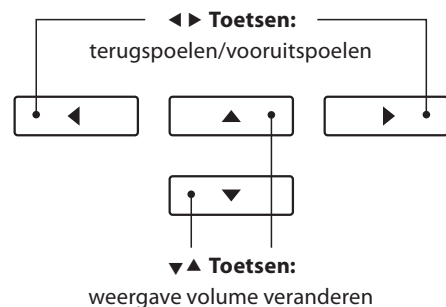 ◄► Toetsen:
terugspoelen/vooruitspoelen
◄
▲
►
▼
▼▲ Toetsen:
weergave volume veranderen